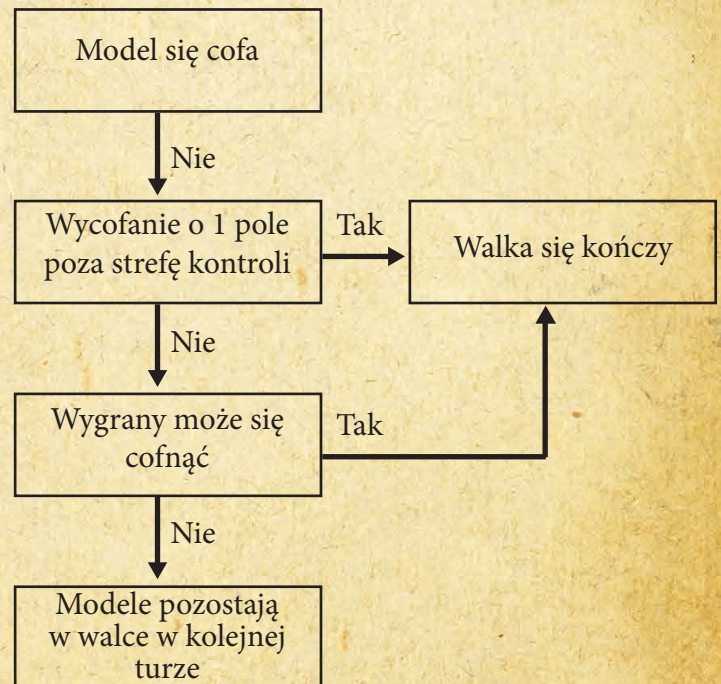 Model się cofa
Nie
Wycofanie o 1 pole
poza strefę kontroli
Tak
Walka się kończy
Nie
Wygrany może się
cofnąć
Tak
Nie
Modele pozostają
w walce w kolejnej
turze